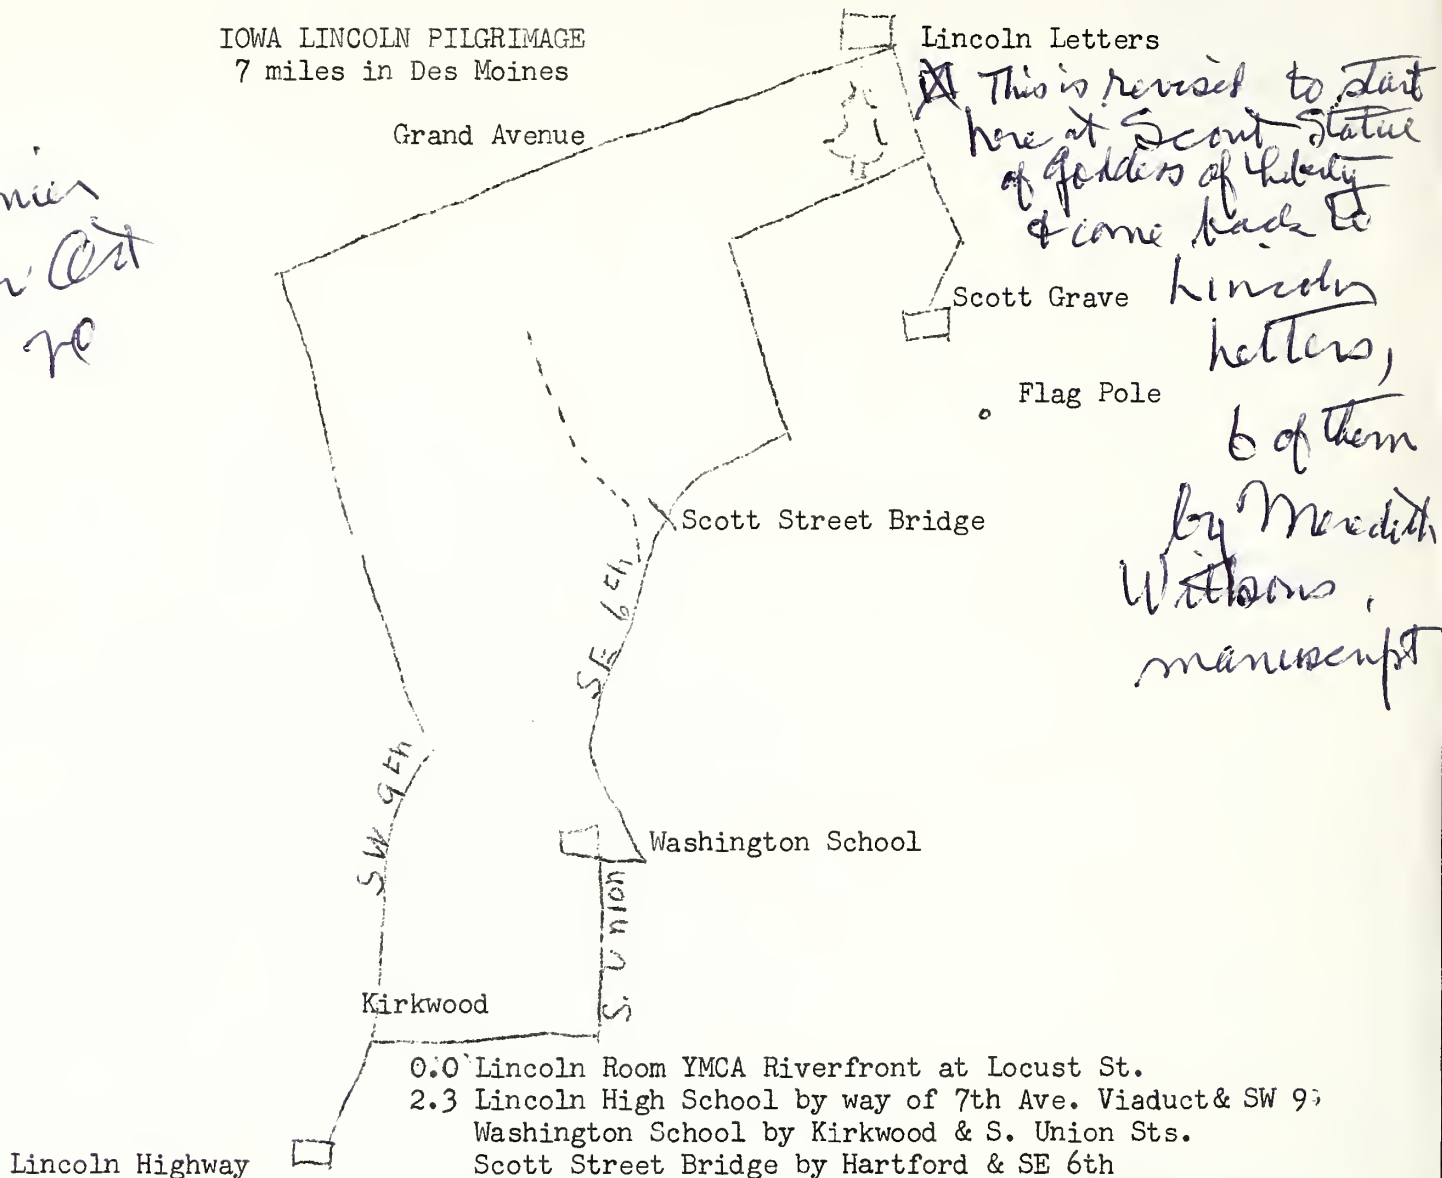 IOWA LINCOLN PILGRIMAGE
7 miles in Des Moines
Lincoln Letters
This is revised to start
here at Scout Statue
of Goddess of Liberty
& come back to
Lincoln
Letters,
6 of them
by Meredith
Willsons
manuscript
Grand Avenue
Scott Grave
Flag Pole
Scott Street Bridge
SE 6th
SW 9th
Washington School
S. Union
Kirkwood
0.0 Lincoln Room YMCA Riverfront at Locust St.
2.3 Lincoln High School by way of 7th Ave. Viaduct & SW 9
Washington School by Kirkwood & S. Union Sts.
Scott Street Bridge by Hartford & SE 6th
Lincoln Highway